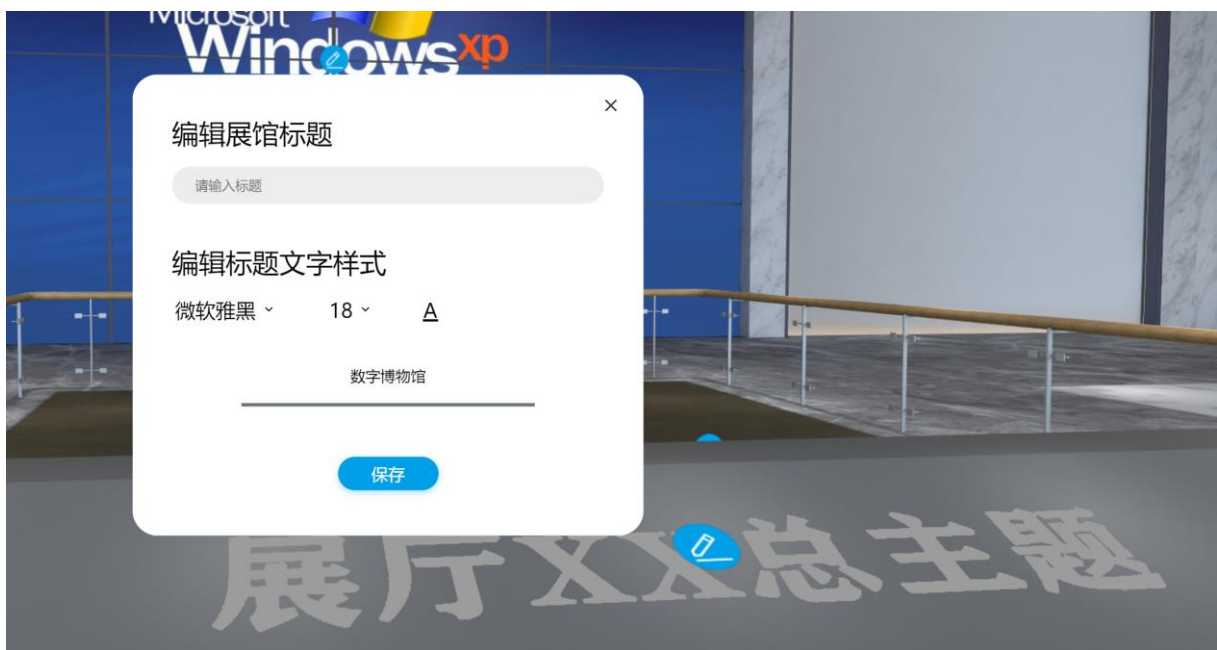 Microsoft
Windows xp
编辑展馆标题
请输入标题
编辑标题文字样式
微软雅黑 18 A
数字博物馆
保存
展厅XX总主题